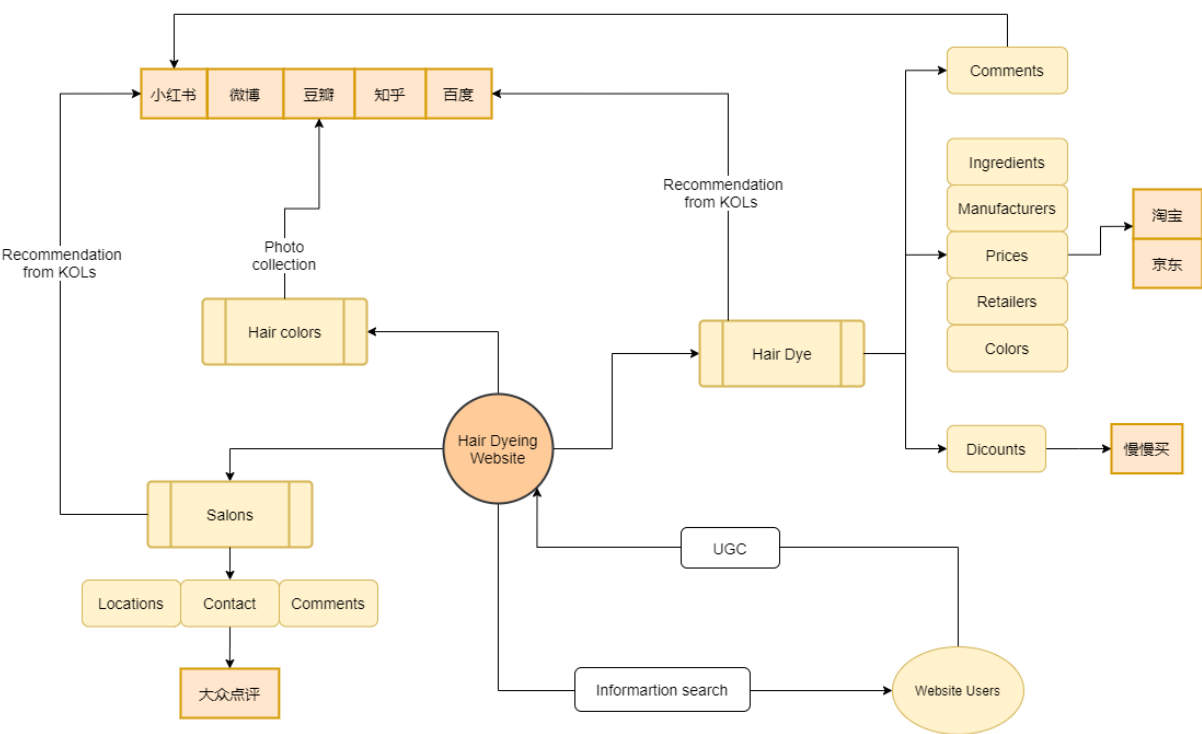 Comments
小红书
微博
豆瓣
知乎
百度
Ingredients
Manufacturers
Prices
Retailers
Colors
淘宝
京东
Recommendation
from KOLs
Recommendation
from KOLs
Photo
collection
Hair colors
Hair Dye
Hair Dyeing
Website
Dicounts
慢慢买
Salons
UGC
Locations
Contact
Comments
大众点评
Informartion search
Website Users